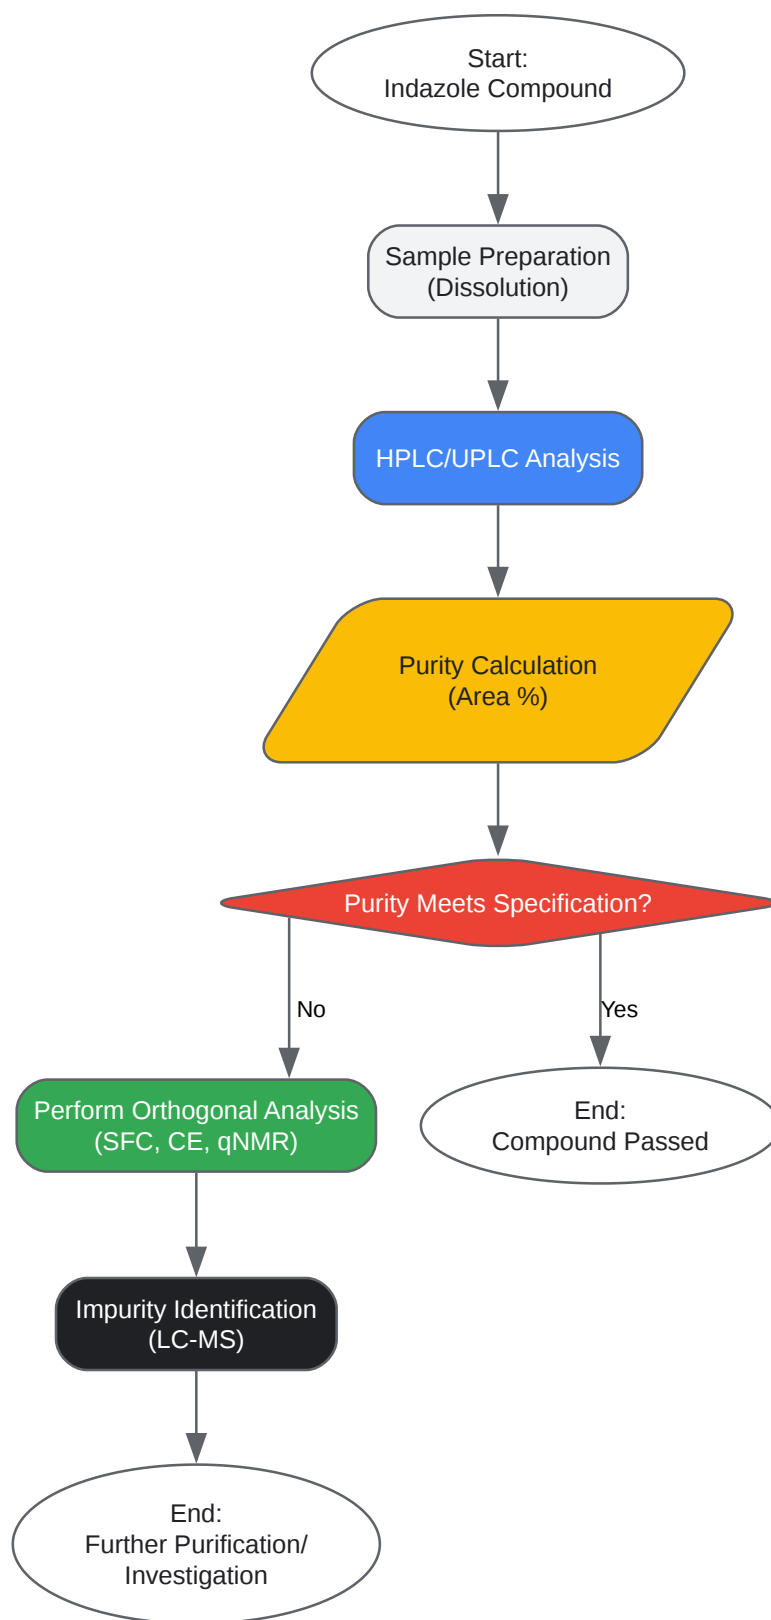 Start:
Indazole Compound
Sample Preparation
(Dissolution)
HPLC/UPLC Analysis
Purity Calculation
(Area %)
Purity Meets Specification?
No
Yes
Perform Orthogonal Analysis
(SFC, CE, qNMR)
End:
Compound Passed
Impurity Identification
(LC-MS)
End:
Further Purification/
Investigation